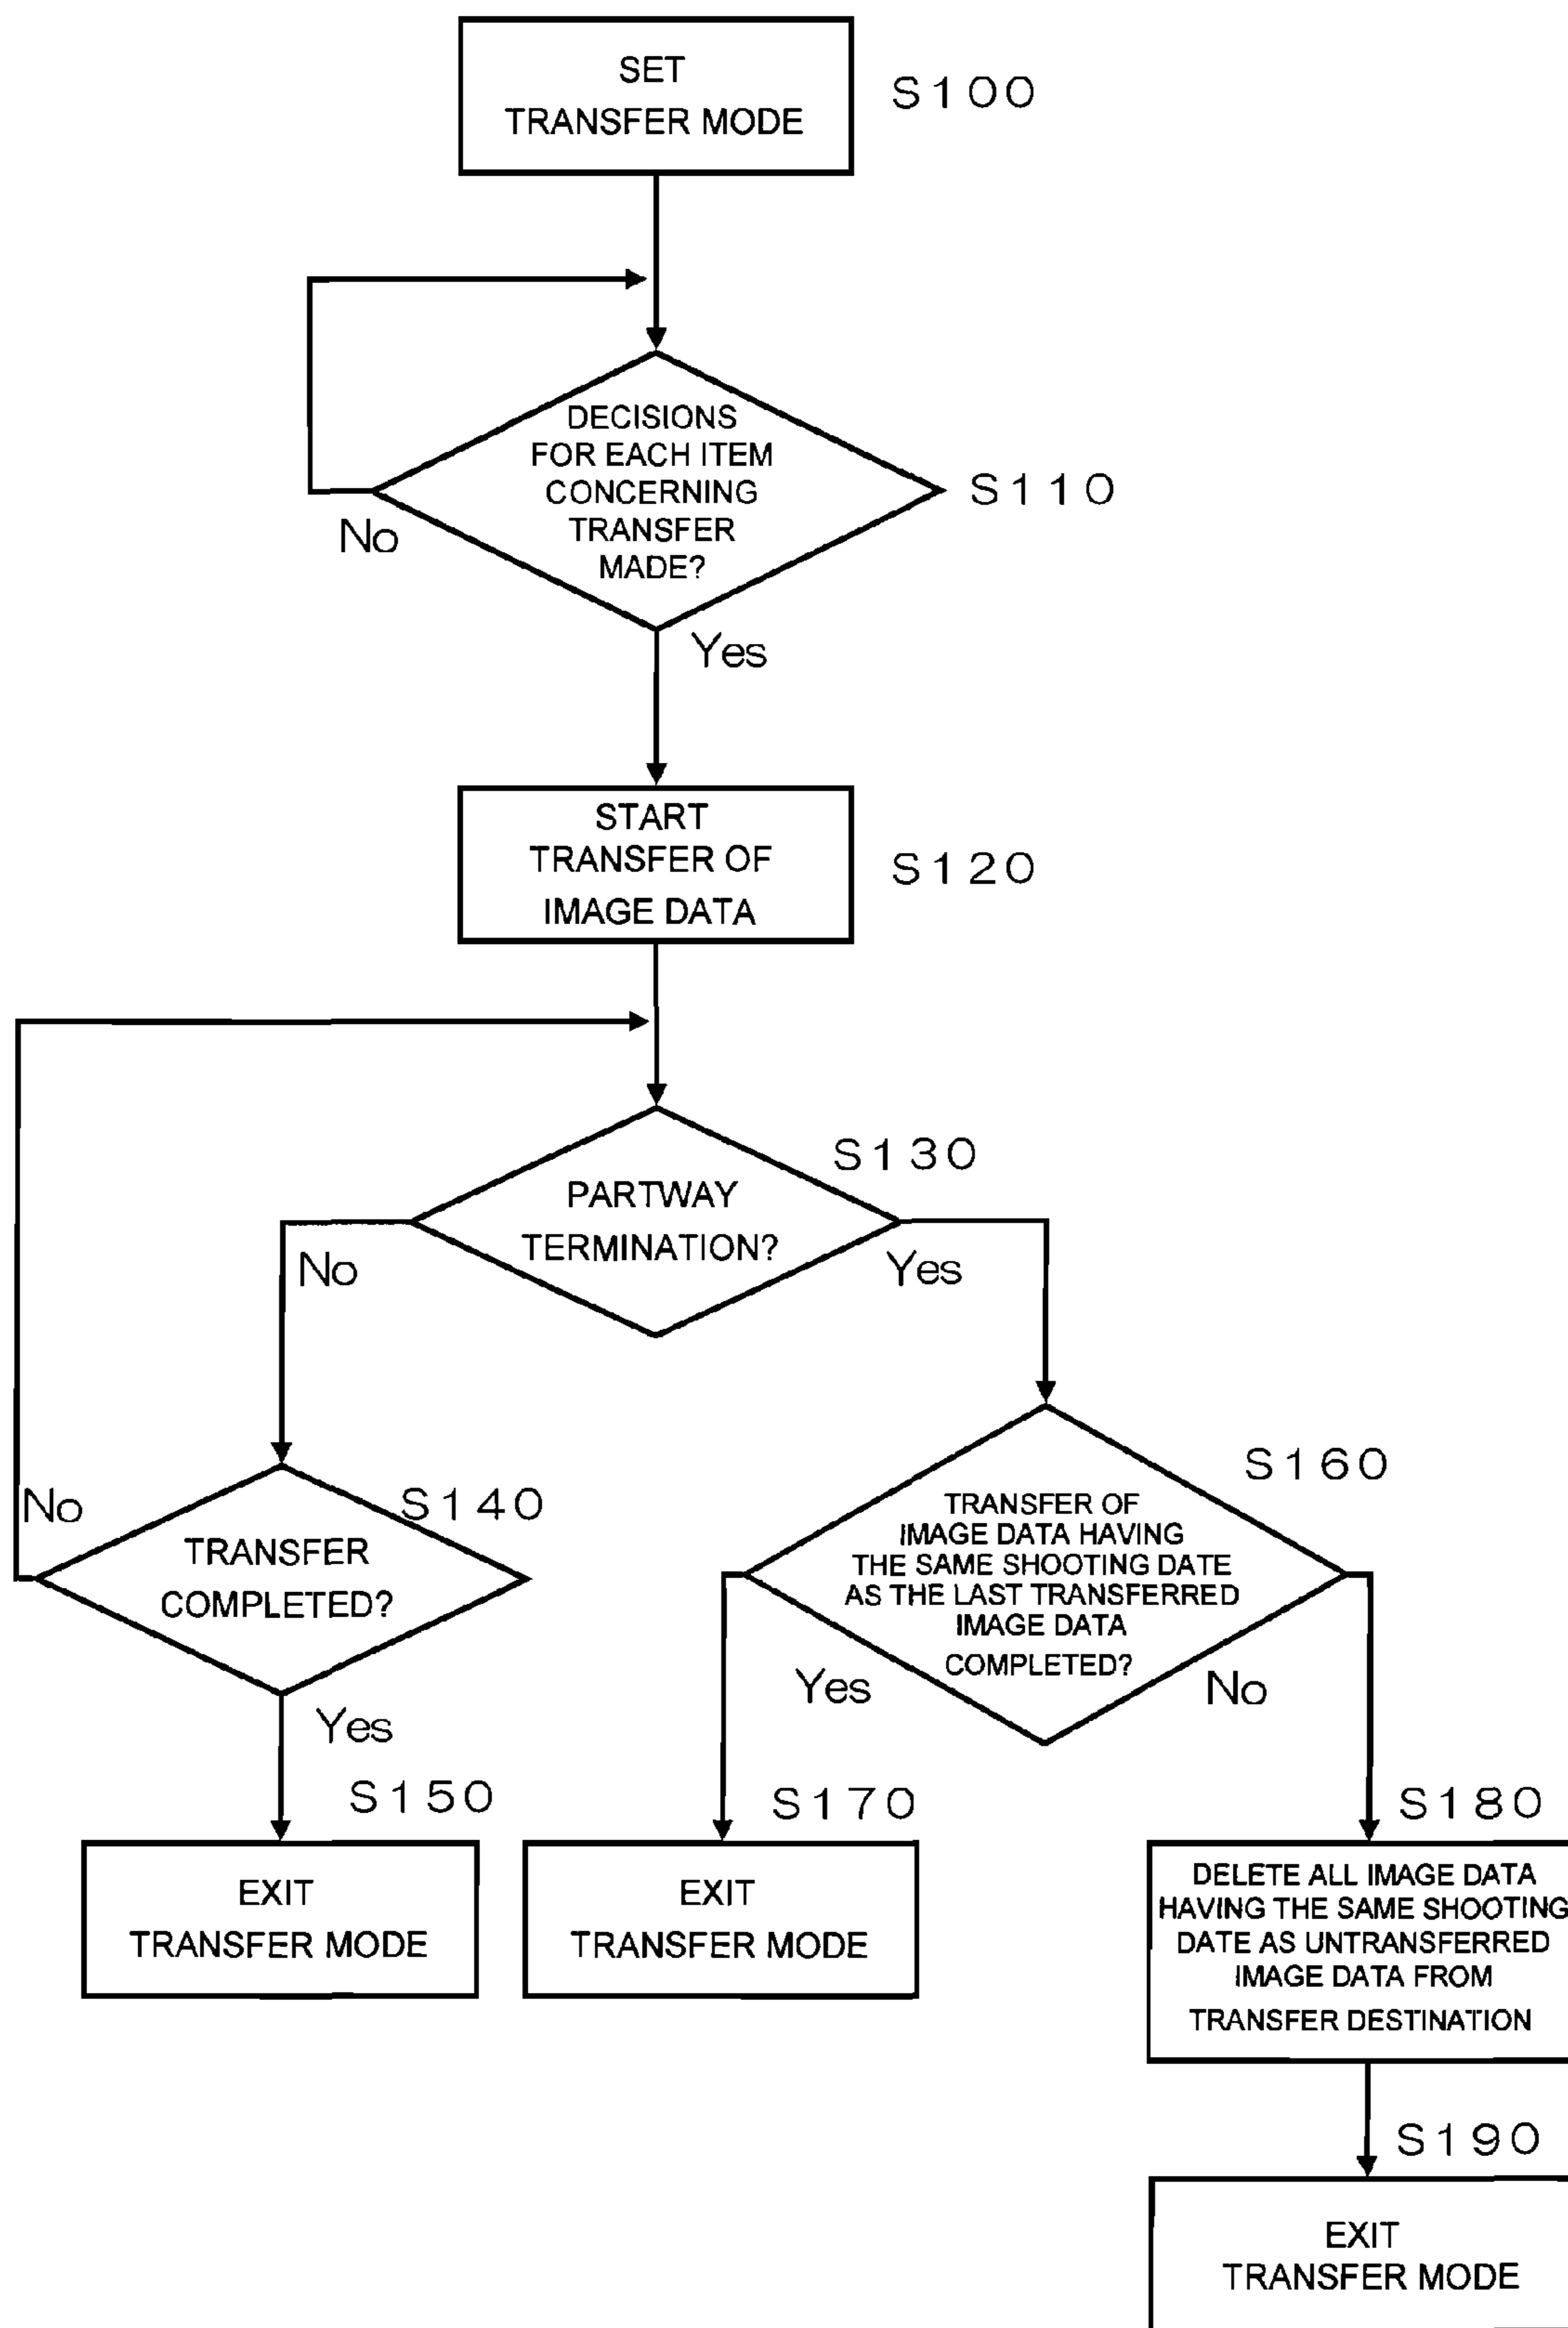 SET
TRANSFER MODE
S100
DECISIONS
FOR EACH ITEM
CONCERNING
TRANSFER
MADE?
S110
No
Yes
START
TRANSFER OF
IMAGE DATA
S120
S130
PARTWAY
TERMINATION?
No
Yes
S140
No
TRANSFER
COMPLETED?
Yes
S160
TRANSFER OF
IMAGE DATA HAVING
THE SAME SHOOTING DATE
AS THE LAST TRANSFERRED
IMAGE DATA
COMPLETED?
Yes
No
S150
EXIT
TRANSFER MODE
S170
EXIT
TRANSFER MODE
S180
DELETE ALL IMAGE DATA
HAVING THE SAME SHOOTING
DATE AS UNTRANSFERRED
IMAGE DATA FROM
TRANSFER DESTINATION
S190
EXIT
TRANSFER MODE